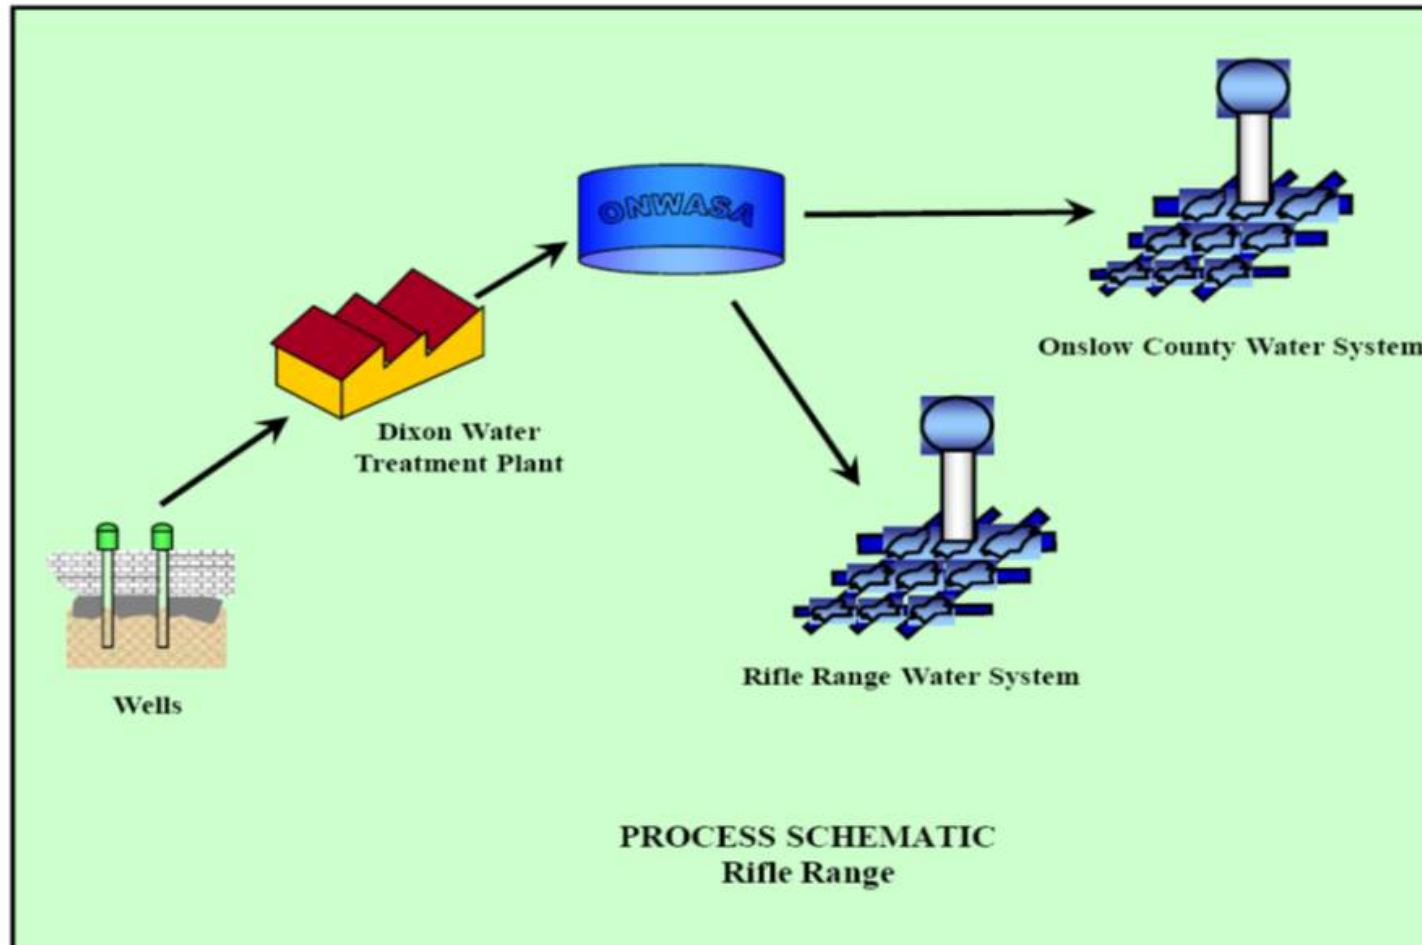 ONWASA
Onslow County Water System
Dixon Water
Treatment Plant
Rifle Range Water System
Wells
PROCESS SCHEMATIC
Rifle Range